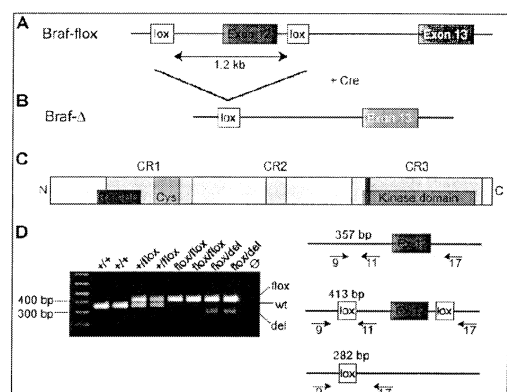 A
Braf-flox
lox
Exon 12
lox
Exon 13
1.2 kb
+ Cre
B
Braf-Δ
lox
Exon 13
C
CR1
CR2
CR3
N
Cys
Kinase domain
C
D
+/+
+/+
+/flox
+/flox
flox/flox
flox/flox
flox/del
flox/del
Ø
400 bp
300 bp
flox
wt
del
357 bp
9
11
17
413 bp
lox
lox
9
11
17
282 bp
lox
9
17